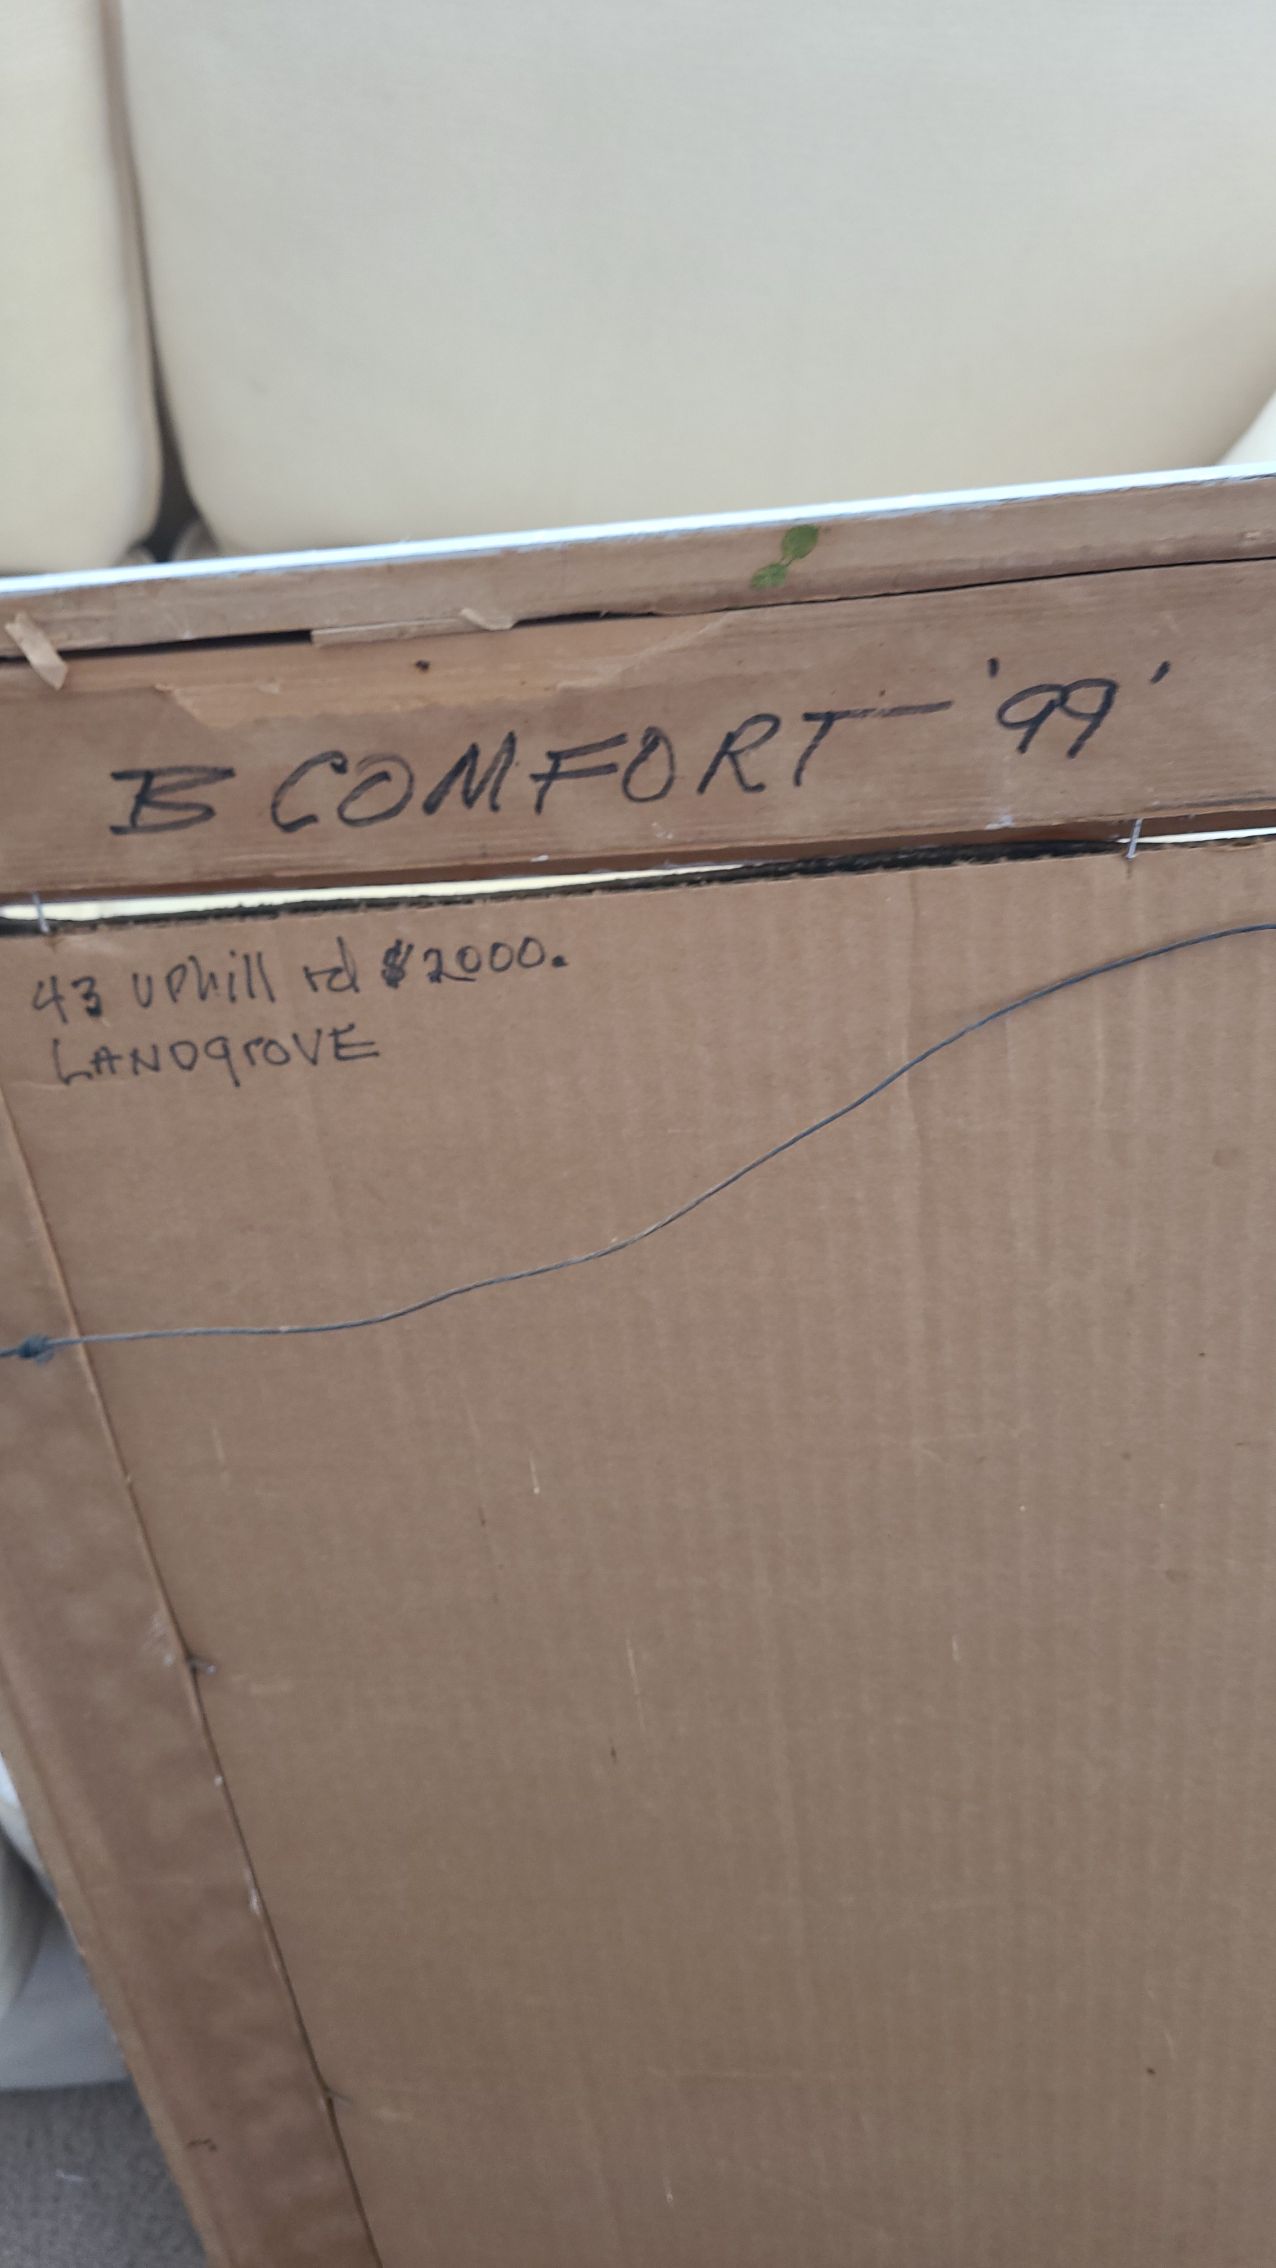 B COMFORT - '99'
43 uphill rd $2000.
LANDgroVE